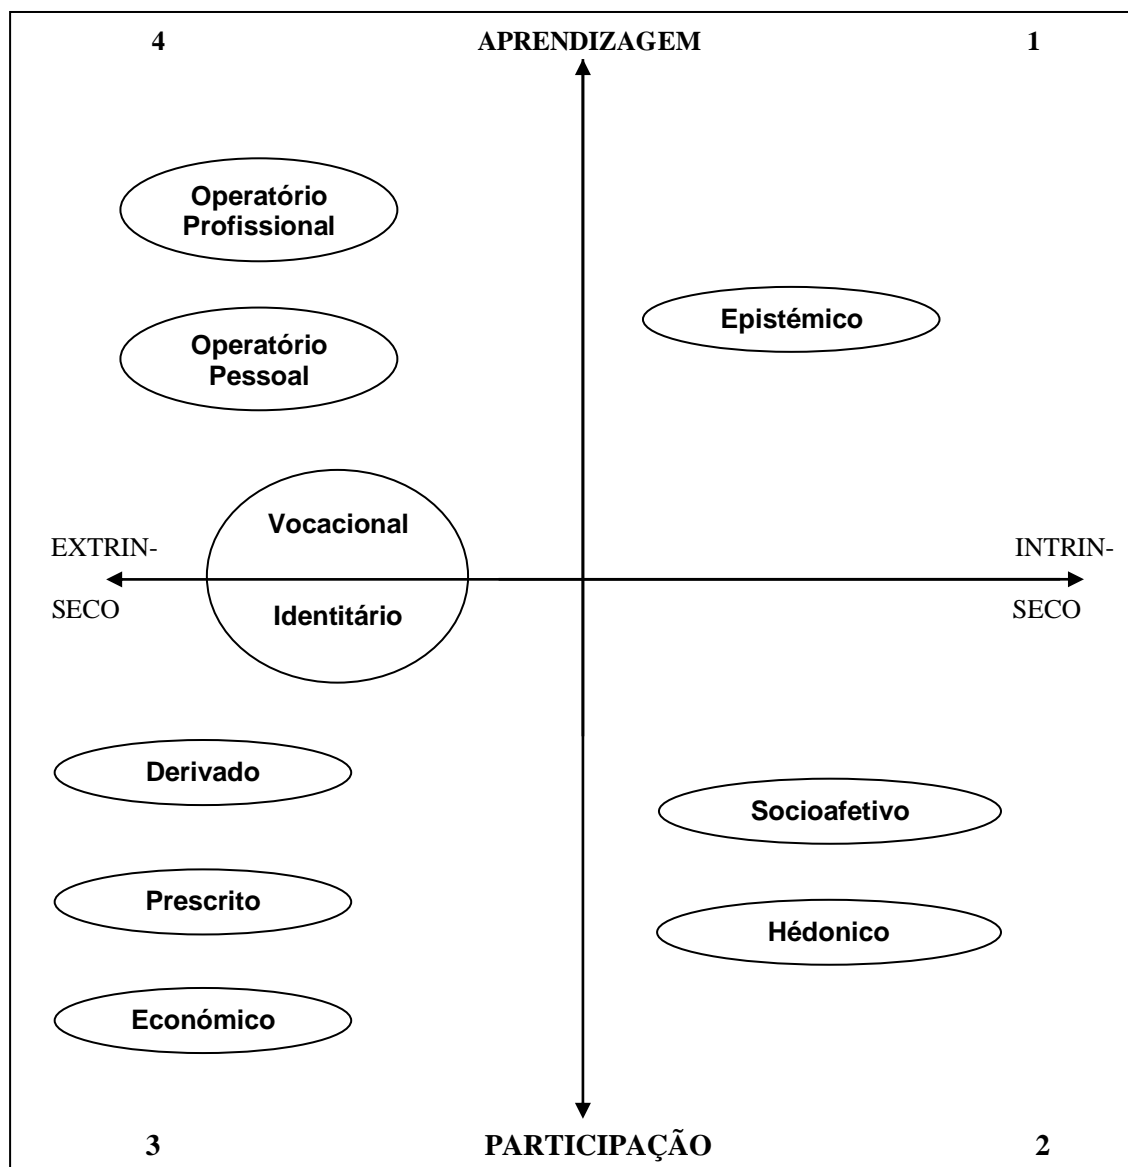 4
APRENDIZAGEM
1
Operatório
Profissional
Epistémico
Operatório
Pessoal
Vocacional
EXTRIN-
INTRIN-
SECO
Identitário
SECO
Derivado
Socioafetivo
Prescrito
Hédonico
Económico
3
PARTICIPAÇÃO
2